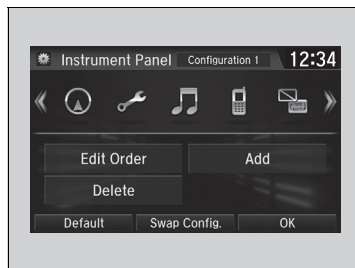 Instrument Panel Configuration 1 12:34
Edit Order Add
Delete
Default Swap Config. OK